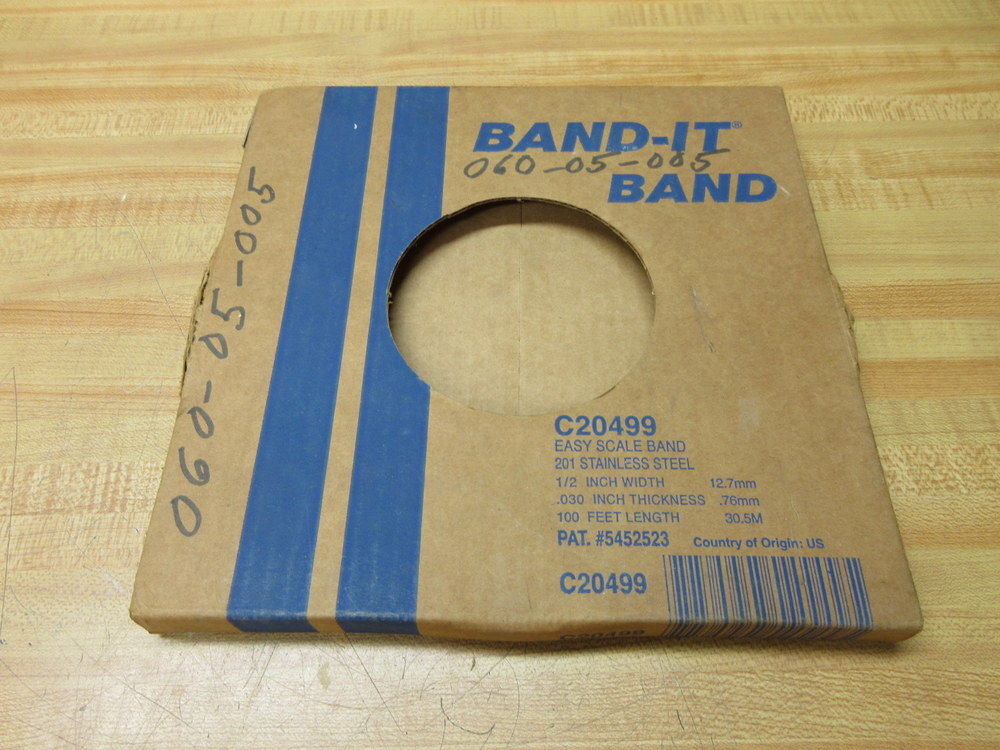 BAND-IT®
060-05-005
BAND
060-05-005
C20499
EASY SCALE BAND
201 STAINLESS STEEL
1/2 INCH WIDTH 12.7mm
.030 INCH THICKNESS .76mm
100 FEET LENGTH 30.5M
PAT. #5452523 Country of Origin: US
C20499
C20499